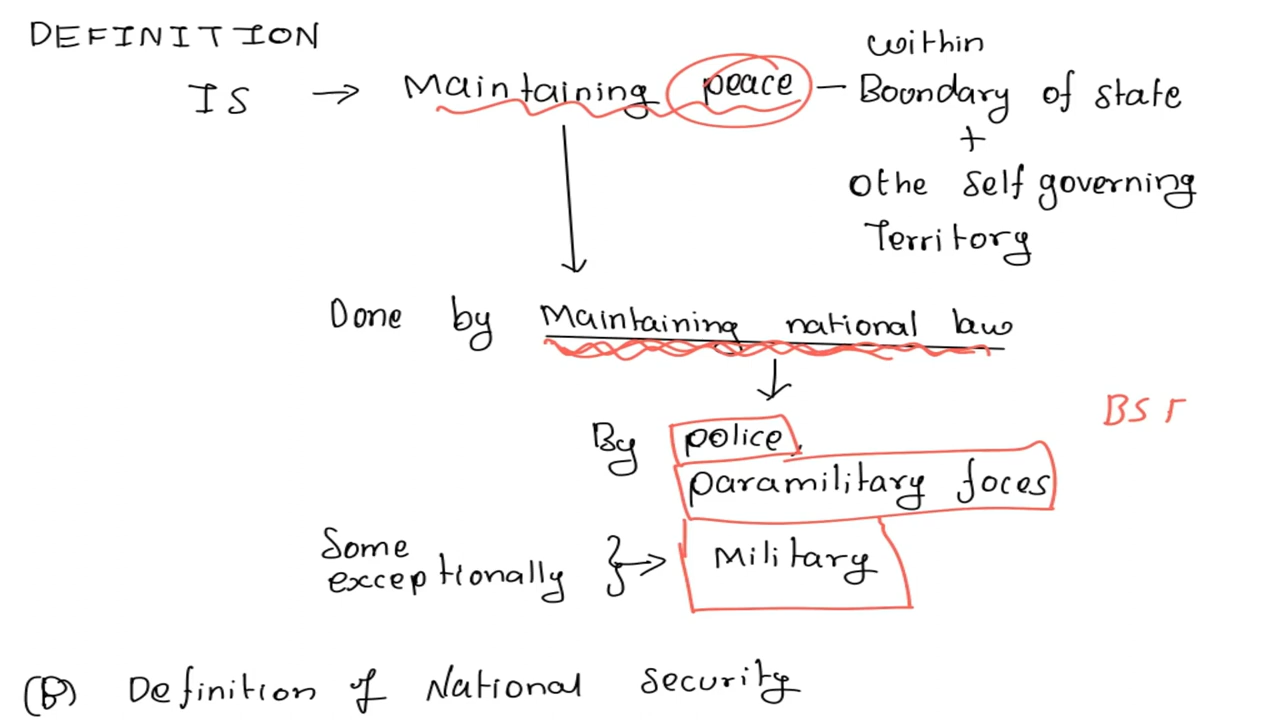 DEFINITION
IS → Maintaining peace — within
Boundary of state
+
Othe Self governing
Territory
Done by Maintaining national law
By police,
BS
paramilitary foces
Some
exceptionally } → Military
(B) Definition of National security